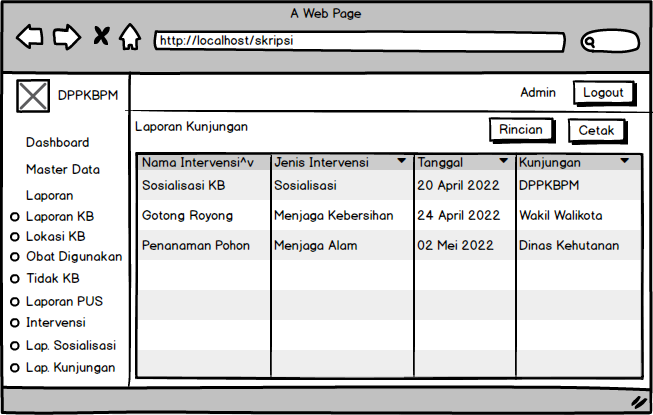 A Web Page
http://localhost/skripsi
DPPKBPM
Admin Logout
Laporan Kunjungan Rincian Cetak
Dashboard
Master Data
Laporan
Laporan KB
Lokasi KB
Obat Digunakan
Tidak KB
Laporan PUS
Intervensi
Lap. Sosialisasi
Lap. Kunjungan
Nama Intervensi^v Jenis Intervensi Tanggal Kunjungan
Sosialisasi KB Sosialisasi 20 April 2022 DPPKBPM
Gotong Royong Menjaga Kebersihan 24 April 2022 Wakil Walikota
Penanaman Pohon Menjaga Alam 02 Mei 2022 Dinas Kehutanan